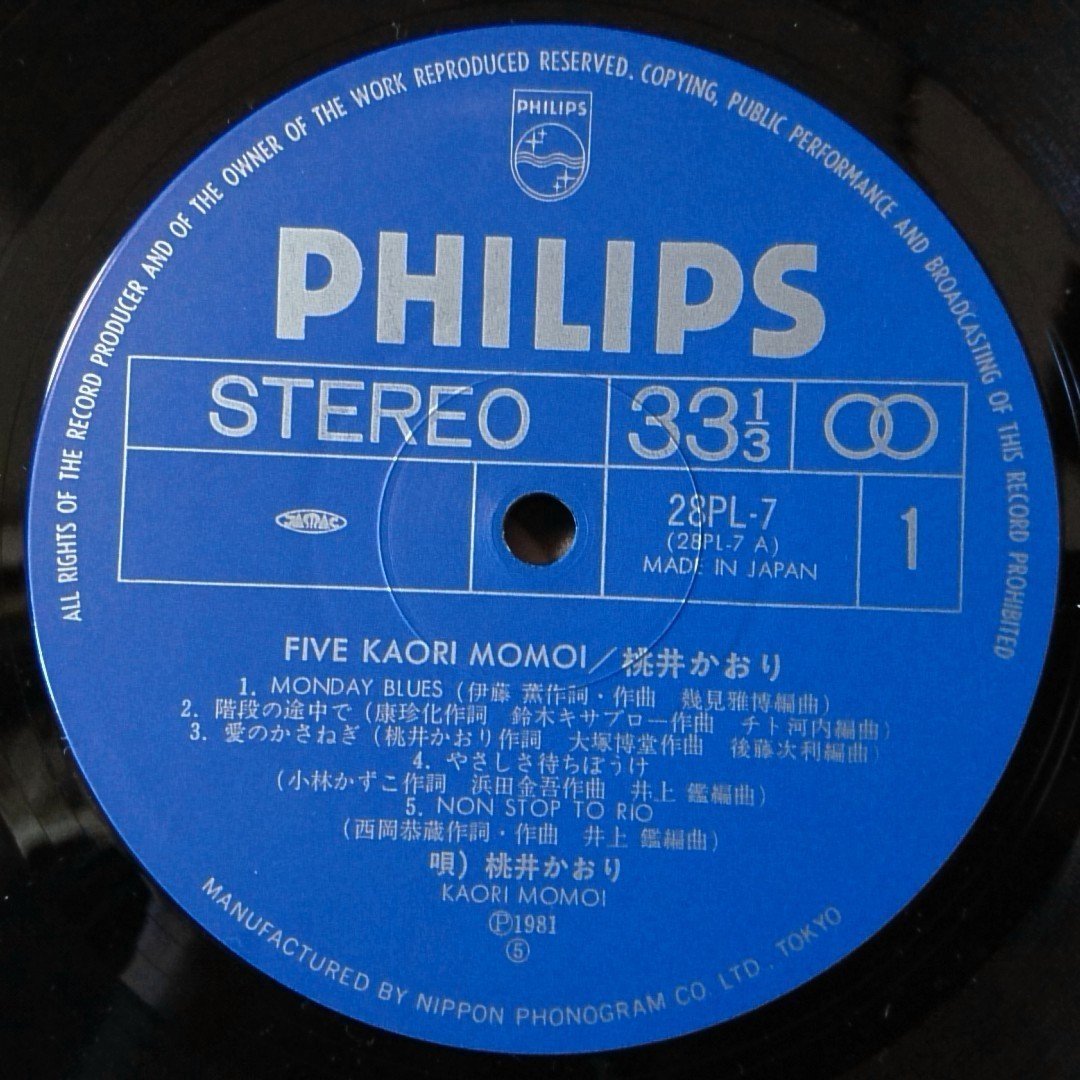 ALL RIGHTS OF THE RECORD PRODUCER AND OF THE OWNER OF THE WORK REPRODUCED RESERVED. COPYING, PUBLIC PERFORMANCE AND BROADCASTING OF THIS RECORD PROHIBITED
PHILIPS
PHILIPS
STEREO 33 1/3
JASRAC
28PL-7
(28PL-7 A)
MADE IN JAPAN
1
FIVE KAORI MOMOI/桃井かおり
1. MONDAY BLUES (伊藤 薫作詞・作曲 幾見雅博編曲)
2. 階段の途中で (康珍化作詞 鈴木キサブロー作曲 チト河内編曲)
3. 愛のかさねぎ (桃井かおり作詞 大塚博堂作曲 後藤次利編曲)
4. やさしさ待ちぼうけ
(小林かずこ作詞 浜田金吾作曲 井上 鑑編曲)
5. NON STOP TO RIO
(西岡恭蔵作詞・作曲 井上 鑑編曲)
唄) 桃井かおり
KAORI MOMOI
Ⓟ1981
⑤
MANUFACTURED BY NIPPON PHONOGRAM CO. LTD., TOKYO